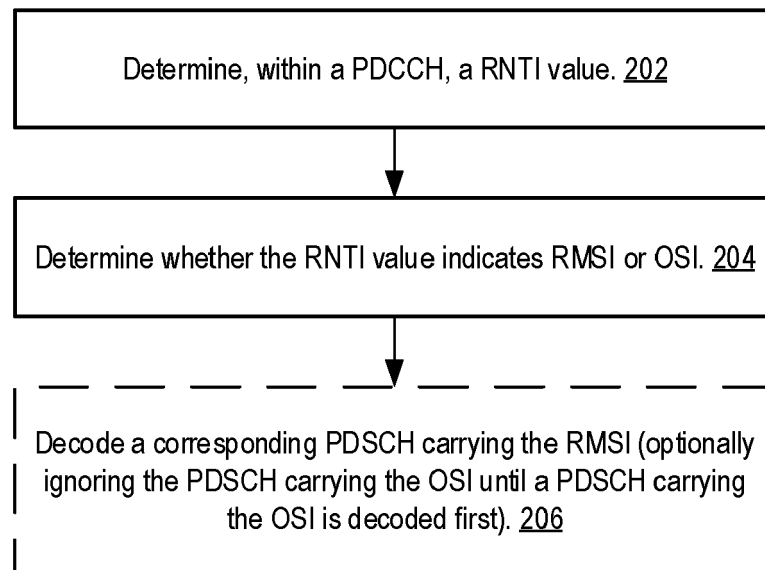 Determine, within a PDCCH, a RNTI value. 202
Determine whether the RNTI value indicates RMSI or OSI. 204
Decode a corresponding PDSCH carrying the RMSI (optionally
ignoring the PDSCH carrying the OSI until a PDSCH carrying
the OSI is decoded first). 206